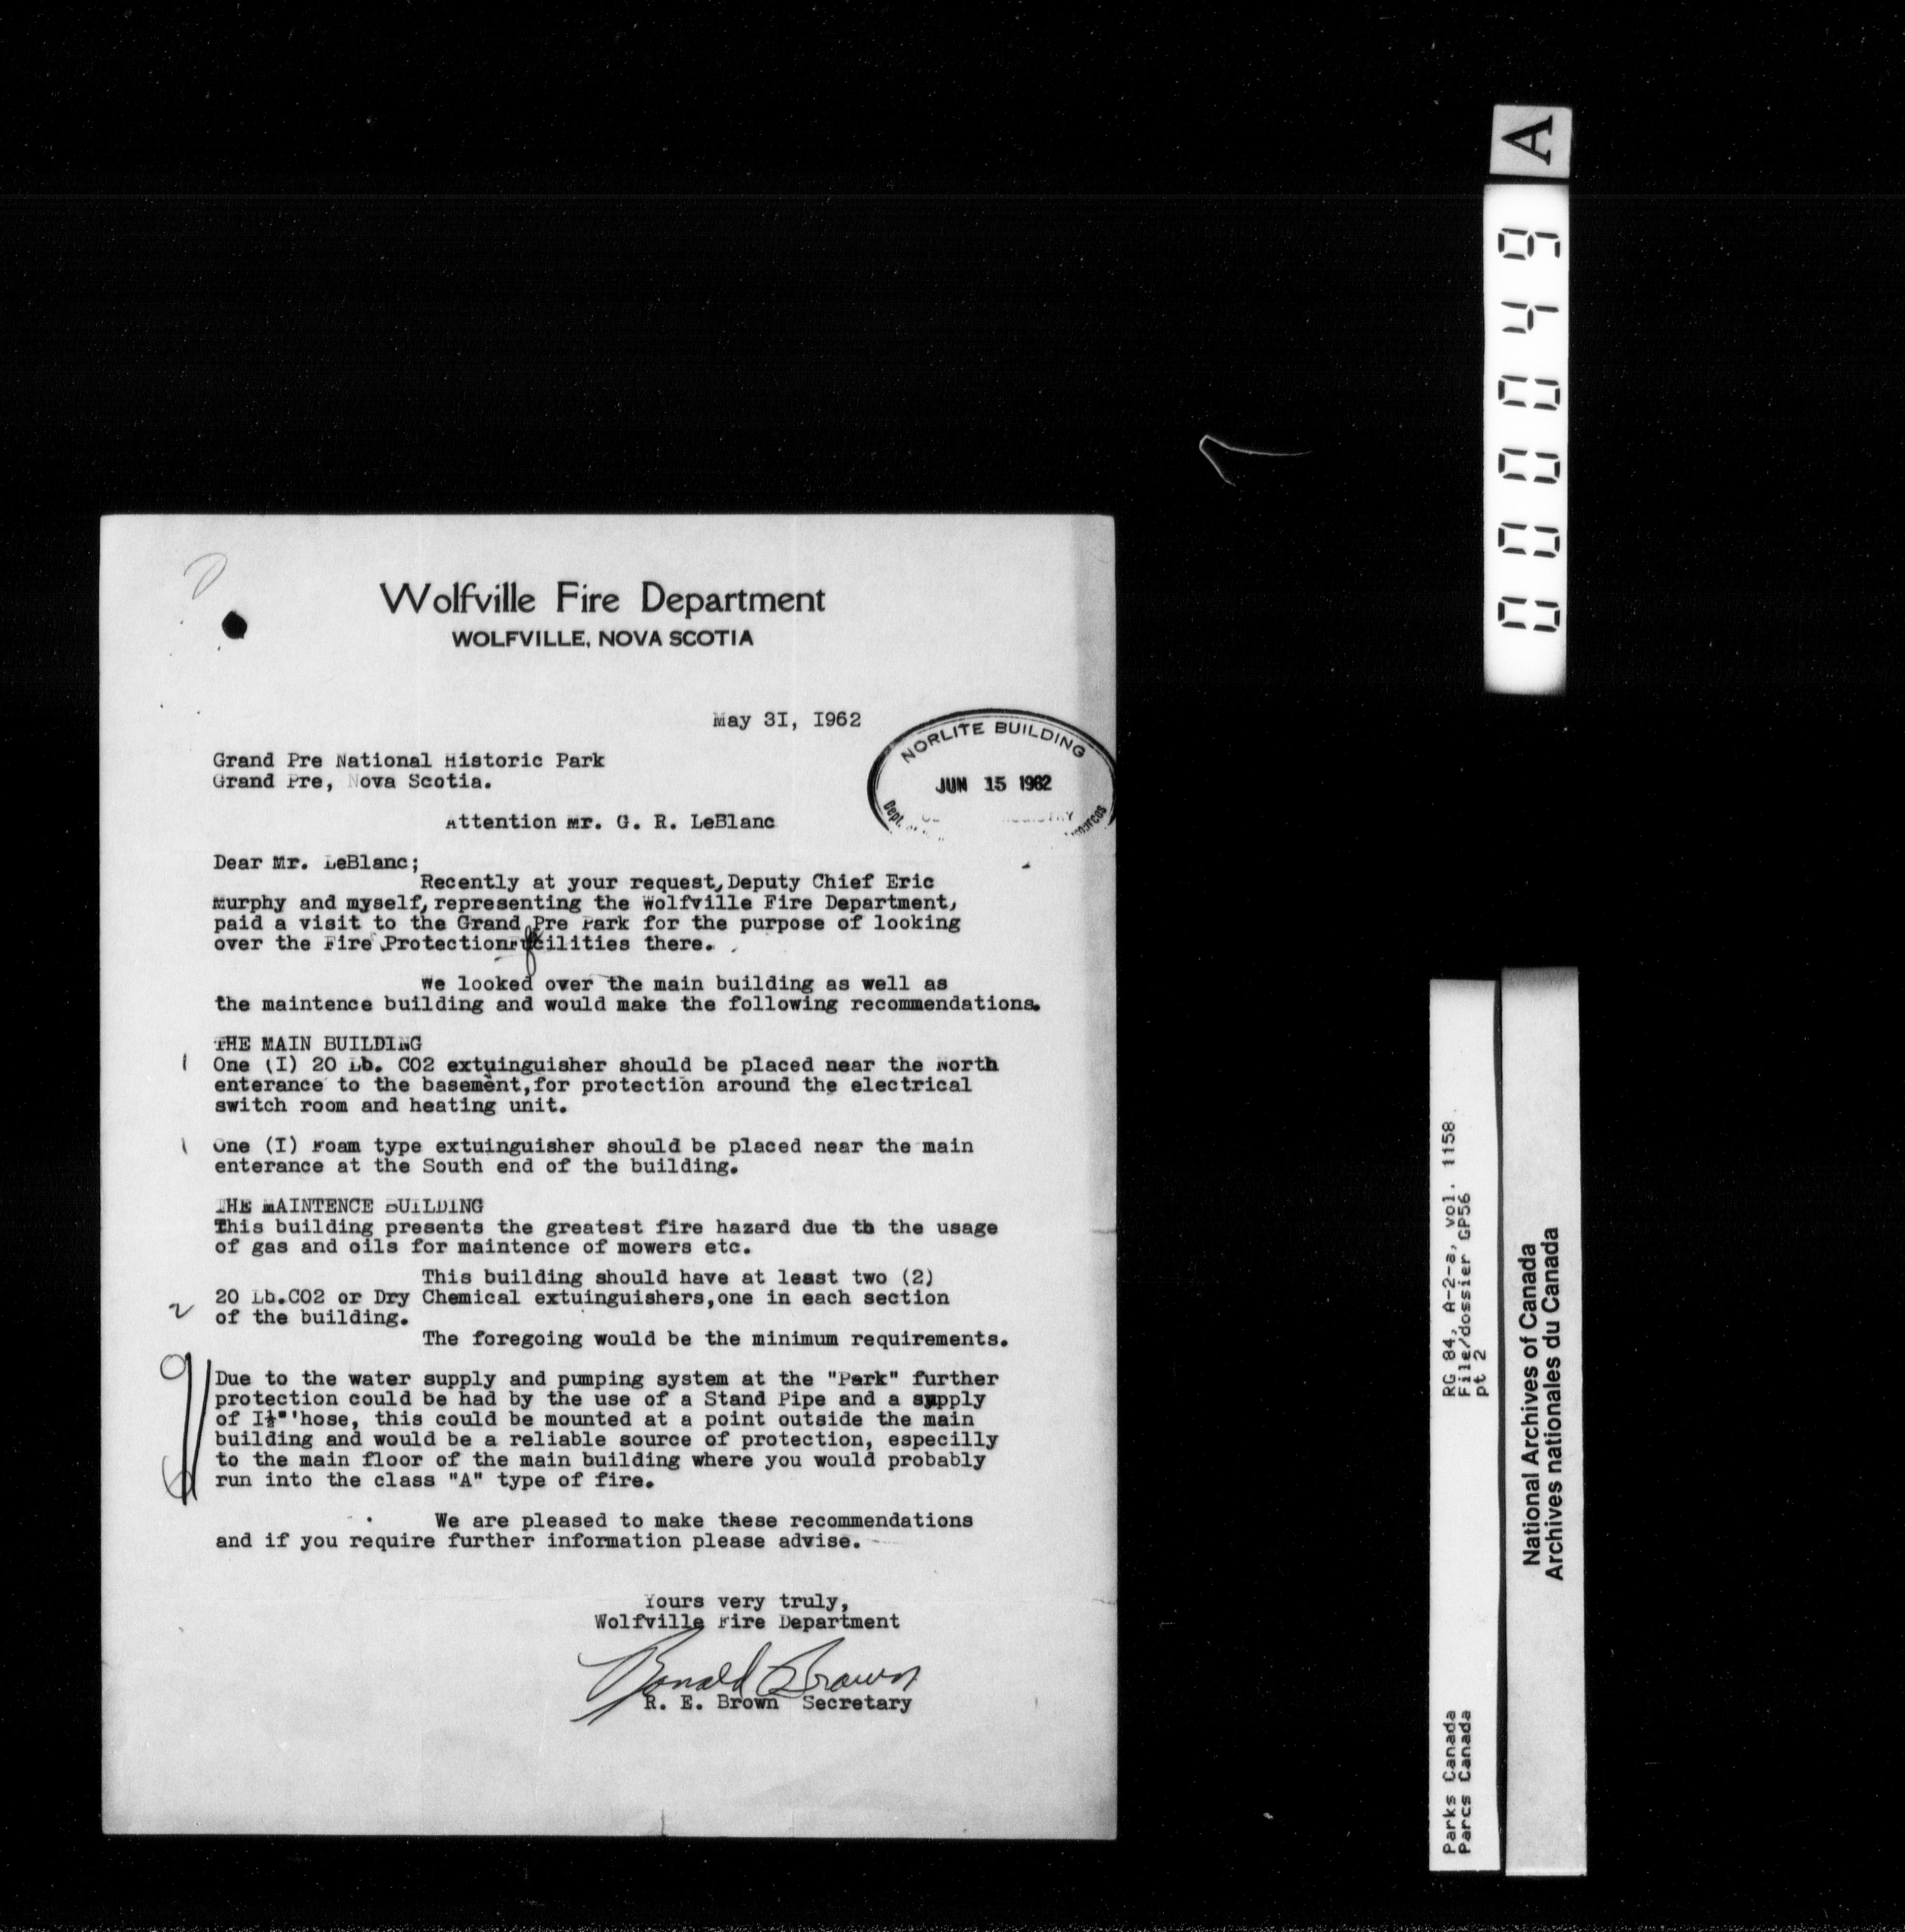 Wolfville Fire Department
WOLFVILLE, NOVA SCOTIA
May 3I, I962
NORLITE BUILDING
JUN 15 1962
Dept.
Grand Pre National Historic Park
Grand Pre, Nova Scotia.
Attention Mr. G. R. LeBlanc
Dear Mr. LeBlanc;
Recently at your request, Deputy Chief Eric
Murphy and myself, representing the Wolfville Fire Department,
paid a visit to the Grand Pre Park for the purpose of looking
over the Fire Protection facilities there.
We looked over the main building as well as
the maintence building and would make the following recommendations.
THE MAIN BUILDING
1 One (I) 20 Lb. CO2 extuinguisher should be placed near the North
enterance to the basement,for protection around the electrical
switch room and heating unit.
1 One (I) Foam type extuinguisher should be placed near the main
enterance at the South end of the building.
THE MAINTENCE BUILDING
This building presents the greatest fire hazard due to the usage
of gas and oils for maintence of mowers etc.
This building should have at least two (2)
2 20 Lb.CO2 or Dry Chemical extuinguishers,one in each section
of the building.
The foregoing would be the minimum requirements.
Due to the water supply and pumping system at the "Park" further
protection could be had by the use of a Stand Pipe and a supply
of I½"'hose, this could be mounted at a point outside the main
building and would be a reliable source of protection, especilly
to the main floor of the main building where you would probably
run into the class "A" type of fire.
We are pleased to make these recommendations
and if you require further information please advise.
Yours very truly,
Wolfville Fire Department
Ronald Brown
R. E. Brown Secretary
A
000049
RG 84, A-2-a, vol. 1158
File/dossier GP56
pt 2
Parks Canada
Parcs Canada
National Archives of Canada
Archives nationales du Canada